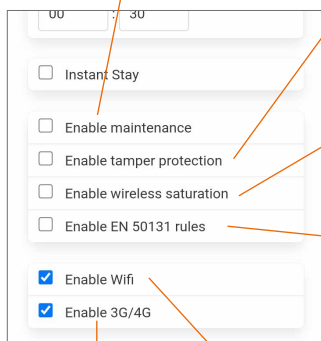 00 : 30
Instant Stay
Enable maintenance
Enable tamper protection
Enable wireless saturation
Enable EN 50131 rules
Enable Wifi
Enable 3G/4G